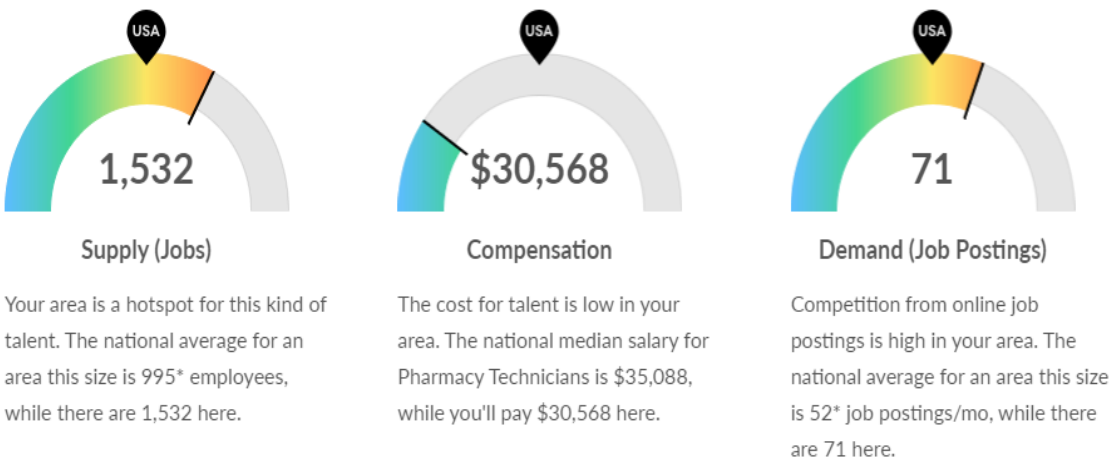 USA
1,532
Supply (Jobs)
Your area is a hotspot for this kind of
talent. The national average for an
area this size is 995* employees,
while there are 1,532 here.
USA
$30,568
Compensation
The cost for talent is low in your
area. The national median salary for
Pharmacy Technicians is $35,088,
while you'll pay $30,568 here.
USA
71
Demand (Job Postings)
Competition from online job
postings is high in your area. The
national average for an area this size
is 52* job postings/mo, while there
are 71 here.